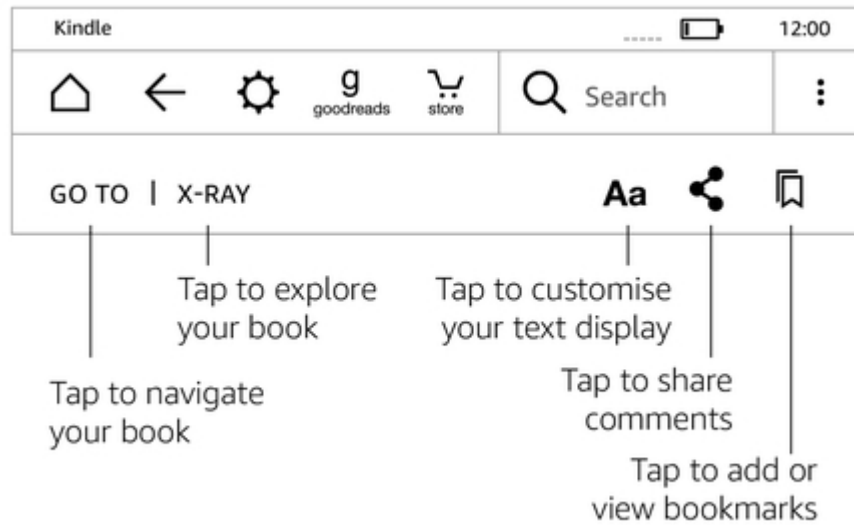 Kindle 12:00
g
goodreads store Search
GO TO | X-RAY Aa
Tap to explore
your book
Tap to customise
your text display
Tap to navigate
your book
Tap to share
comments
Tap to add or
view bookmarks